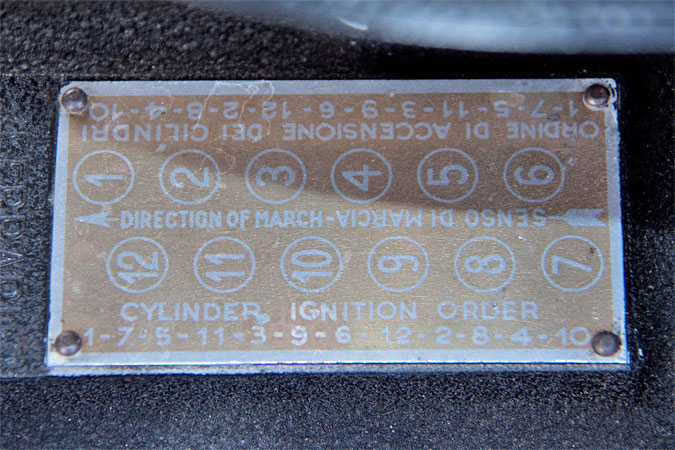 ORDINE DI ACCENSIONE DEI CILINDRI
1-7-5-11-3-9-6-12-2-8-4-10
1 2 3 4 5 6
DIRECTION OF MARCH - SENSO DI MARCIA
12 11 10 9 8 7
CYLINDER IGNITION ORDER
1-7-5-11-3-9-6-12-2-8-4-10